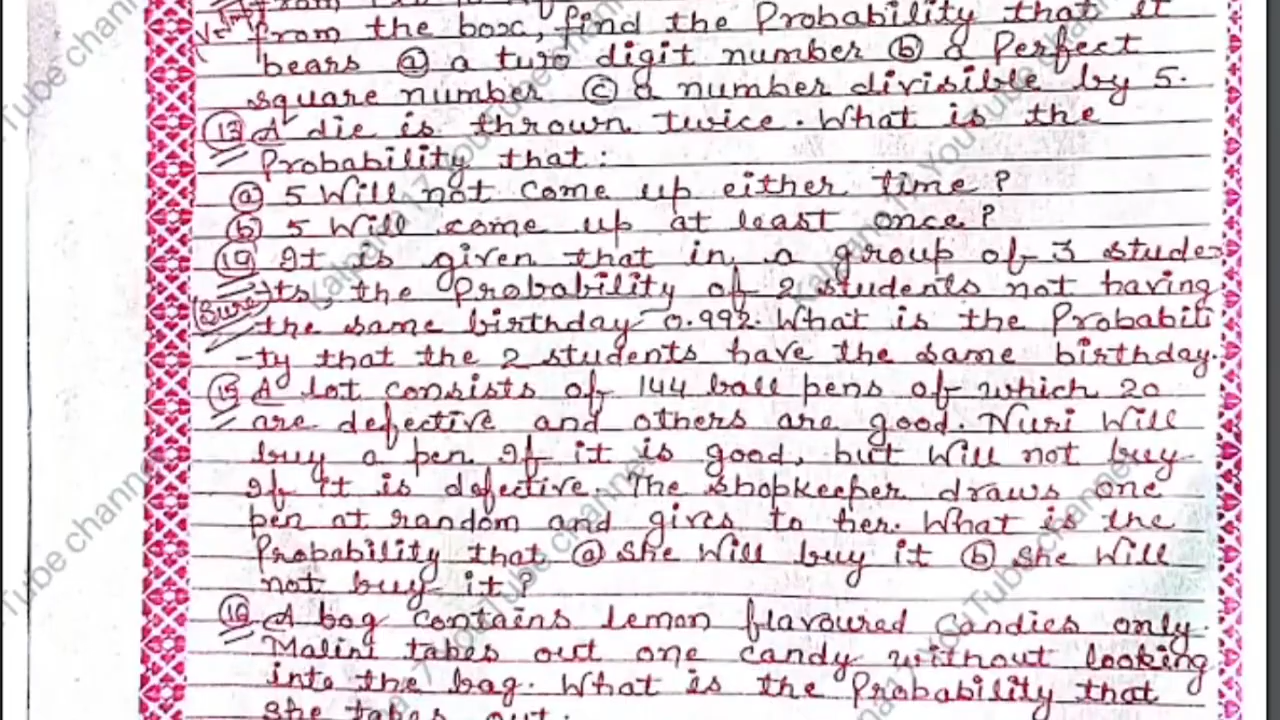 from the box, find the Probability that it
bears ⓐ a two digit number ⓑ a Perfect
square number ⓒ a number divisible by 5.
⑬ A die is thrown twice. What is the
Probability that:
ⓐ 5 Will not come up either time?
ⓑ 5 Will come up at least once?
⑭ It is given that in a group of 3 studen
(Sure) ts, the Probability of 2 students not having
the same birthday 0.992. What is the Probabili
-ty that the 2 students have the same birthday.
⑮ A lot consists of 144 ball pens of which 20
are defective and others are good. Nuri Will
buy a pen If it is good, but Will not buy
If it is defective. The Shopkeeper draws one
pen at random and gives to her. What is the
Probability that ⓐ She Will buy it ⓑ She Will
not buy it?
⑯ A bag contains lemon flavoured Candies only.
Malini takes out one candy without looking
into the bag. What is the Probability that
she takes out: